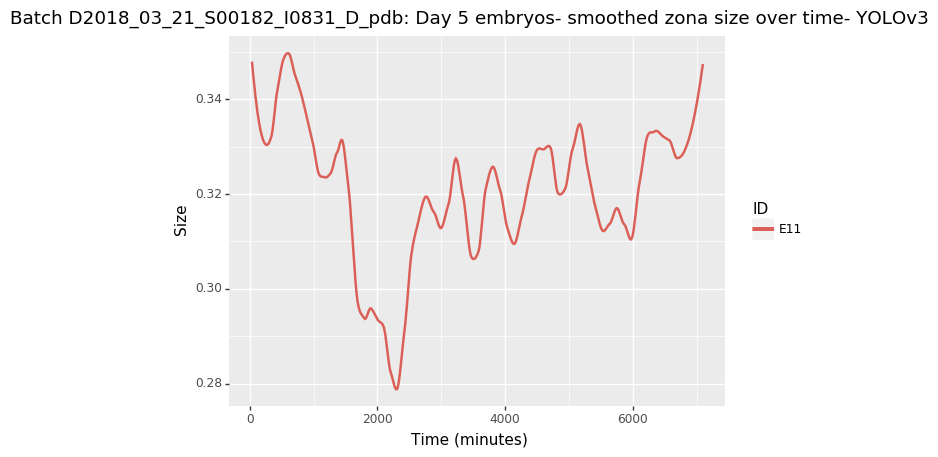 Batch D2018_03_21_S00182_I0831_D_pdb: Day 5 embryos- smoothed zona size over time- YOLOv3
0.34
0.32
0.30
0.28
Size
0
2000
4000
6000
Time (minutes)
ID
E11